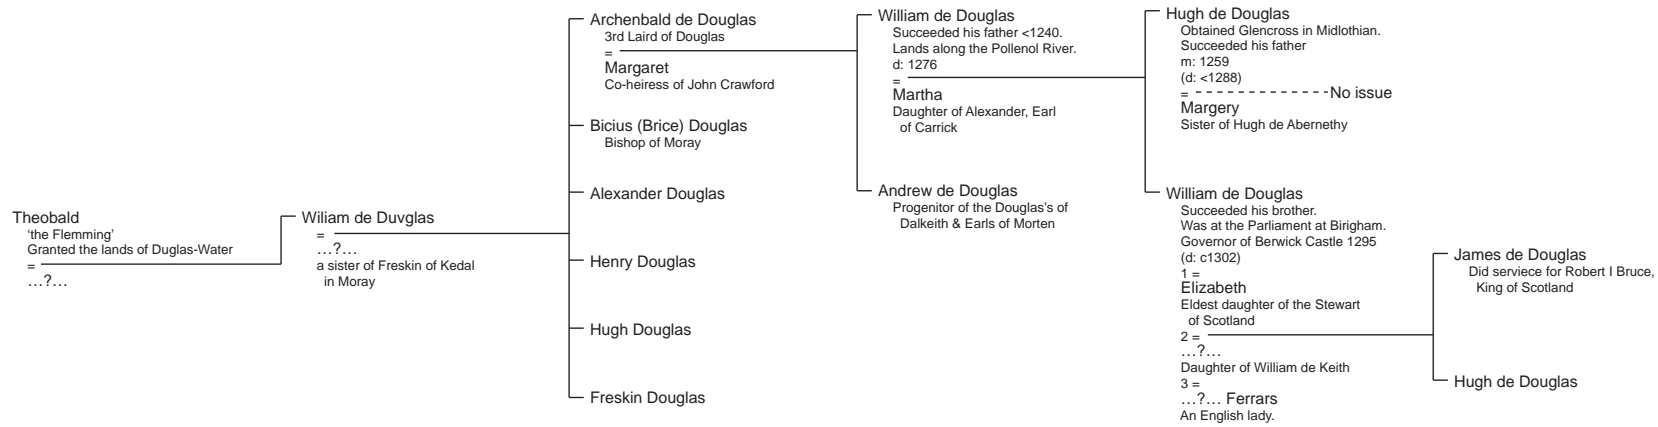 Theobald
‘the Flemming’
Granted the lands of Duglas-Water
=
…?…
Wiliam de Duvglas
=
…?…
a sister of Freskin of Kedal
in Moray
Archenbald de Douglas
3rd Laird of Douglas
=
Margaret
Co-heiress of John Crawford
Bicius (Brice) Douglas
Bishop of Moray
Alexander Douglas
Henry Douglas
Hugh Douglas
Freskin Douglas
William de Douglas
Succeeded his father <1240.
Lands along the Pollenol River.
d: 1276
=
Martha
Daughter of Alexander, Earl
of Carrick
Andrew de Douglas
Progenitor of the Douglas's of
Dalkeith & Earls of Morten
Hugh de Douglas
Obtained Glencross in Midlothian.
Succeeded his father
m: 1259
(d: <1288)
= No issue
Margery
Sister of Hugh de Abernethy
William de Douglas
Succeeded his brother.
Was at the Parliament at Birigham.
Governor of Berwick Castle 1295
(d: c1302)
1 =
Elizabeth
Eldest daughter of the Stewart
of Scotland
2 =
…?…
Daughter of William de Keith
3 =
…?… Ferrars
An English lady.
James de Douglas
Did serviece for Robert I Bruce,
King of Scotland
Hugh de Douglas